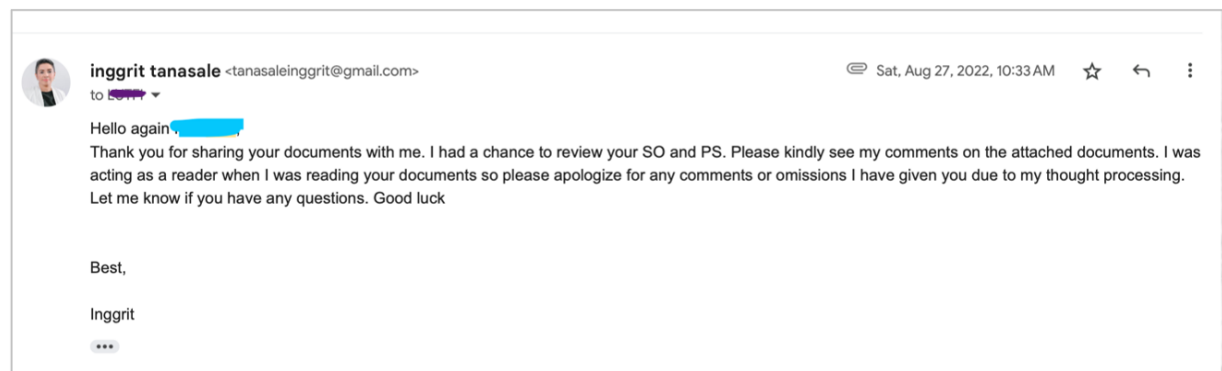 inggrit tanasale <tanasaleinggrit@gmail.com> Sat, Aug 27, 2022, 10:33 AM
to
Hello again
Thank you for sharing your documents with me. I had a chance to review your SO and PS. Please kindly see my comments on the attached documents. I was
acting as a reader when I was reading your documents so please apologize for any comments or omissions I have given you due to my thought processing.
Let me know if you have any questions. Good luck
Best,
Inggrit